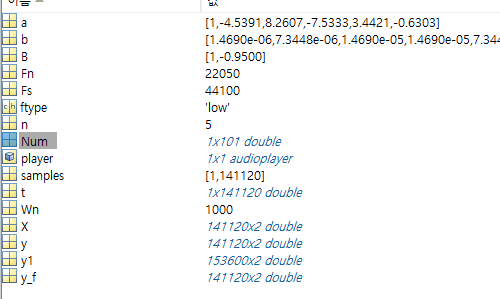 a [1,-4.5391,8.2607,-7.5333,3.4421,-0.6303]
b [1.4690e-06,7.3448e-06,1.4690e-05,1.4690e-05,7.344
B [1,-0.9500]
Fn 22050
Fs 44100
ch ftype 'low'
n 5
Num 1x101 double
player 1x1 audioplayer
samples [1,141120]
t 1x141120 double
Wn 1000
X 141120x2 double
y 141120x2 double
y1 153600x2 double
y_f 141120x2 double